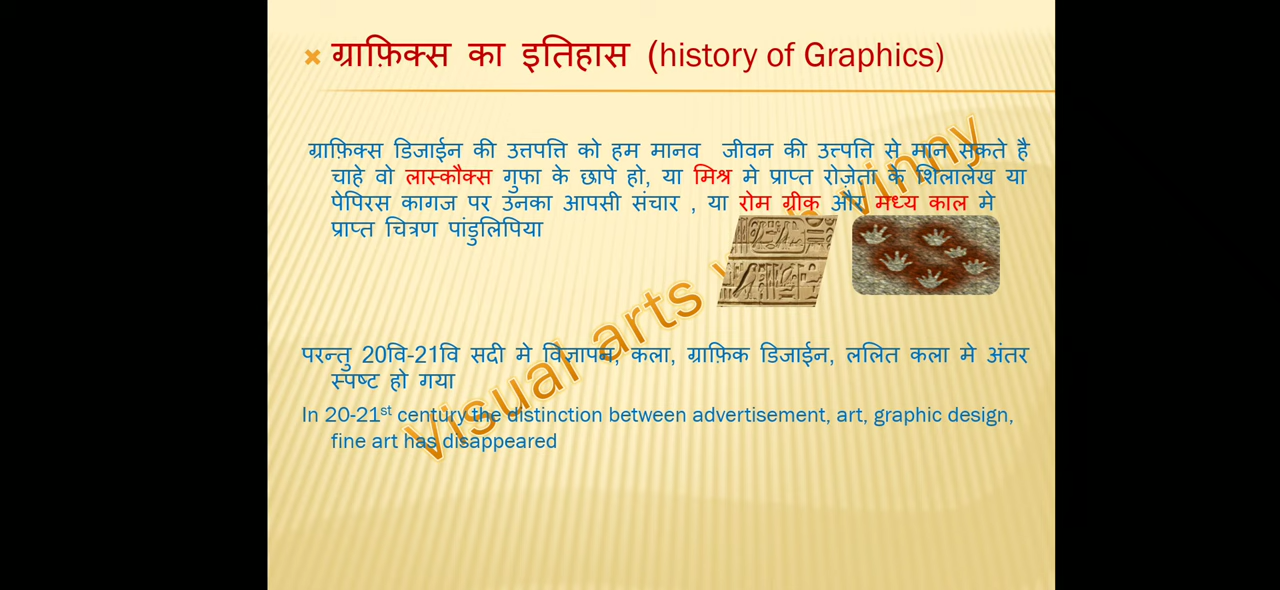 ग्राफ़िक्स का इतिहास (history of Graphics)
ग्राफ़िक्स डिजाईन की उत्तपत्ति को हम मानव जीवन की उत्त्पत्ति से मान सकते है
चाहे वो लास्कौक्स गुफा के छापे हो, या मिश्र मे प्राप्त रोज़ेता के शिलालेख या
पेपिरस कागज पर उनका आपसी संचार , या रोम ग्रीक और मध्य काल मे
प्राप्त चित्रण पांडुलिपिया
परन्तु 20वि-21वि सदी मे विज्ञापन, कला, ग्राफ़िक डिजाईन, ललित कला मे अंतर
स्पष्ट हो गया
In 20-21st century the distinction between advertisement, art, graphic design,
fine art has disappeared
Visual arts vinny